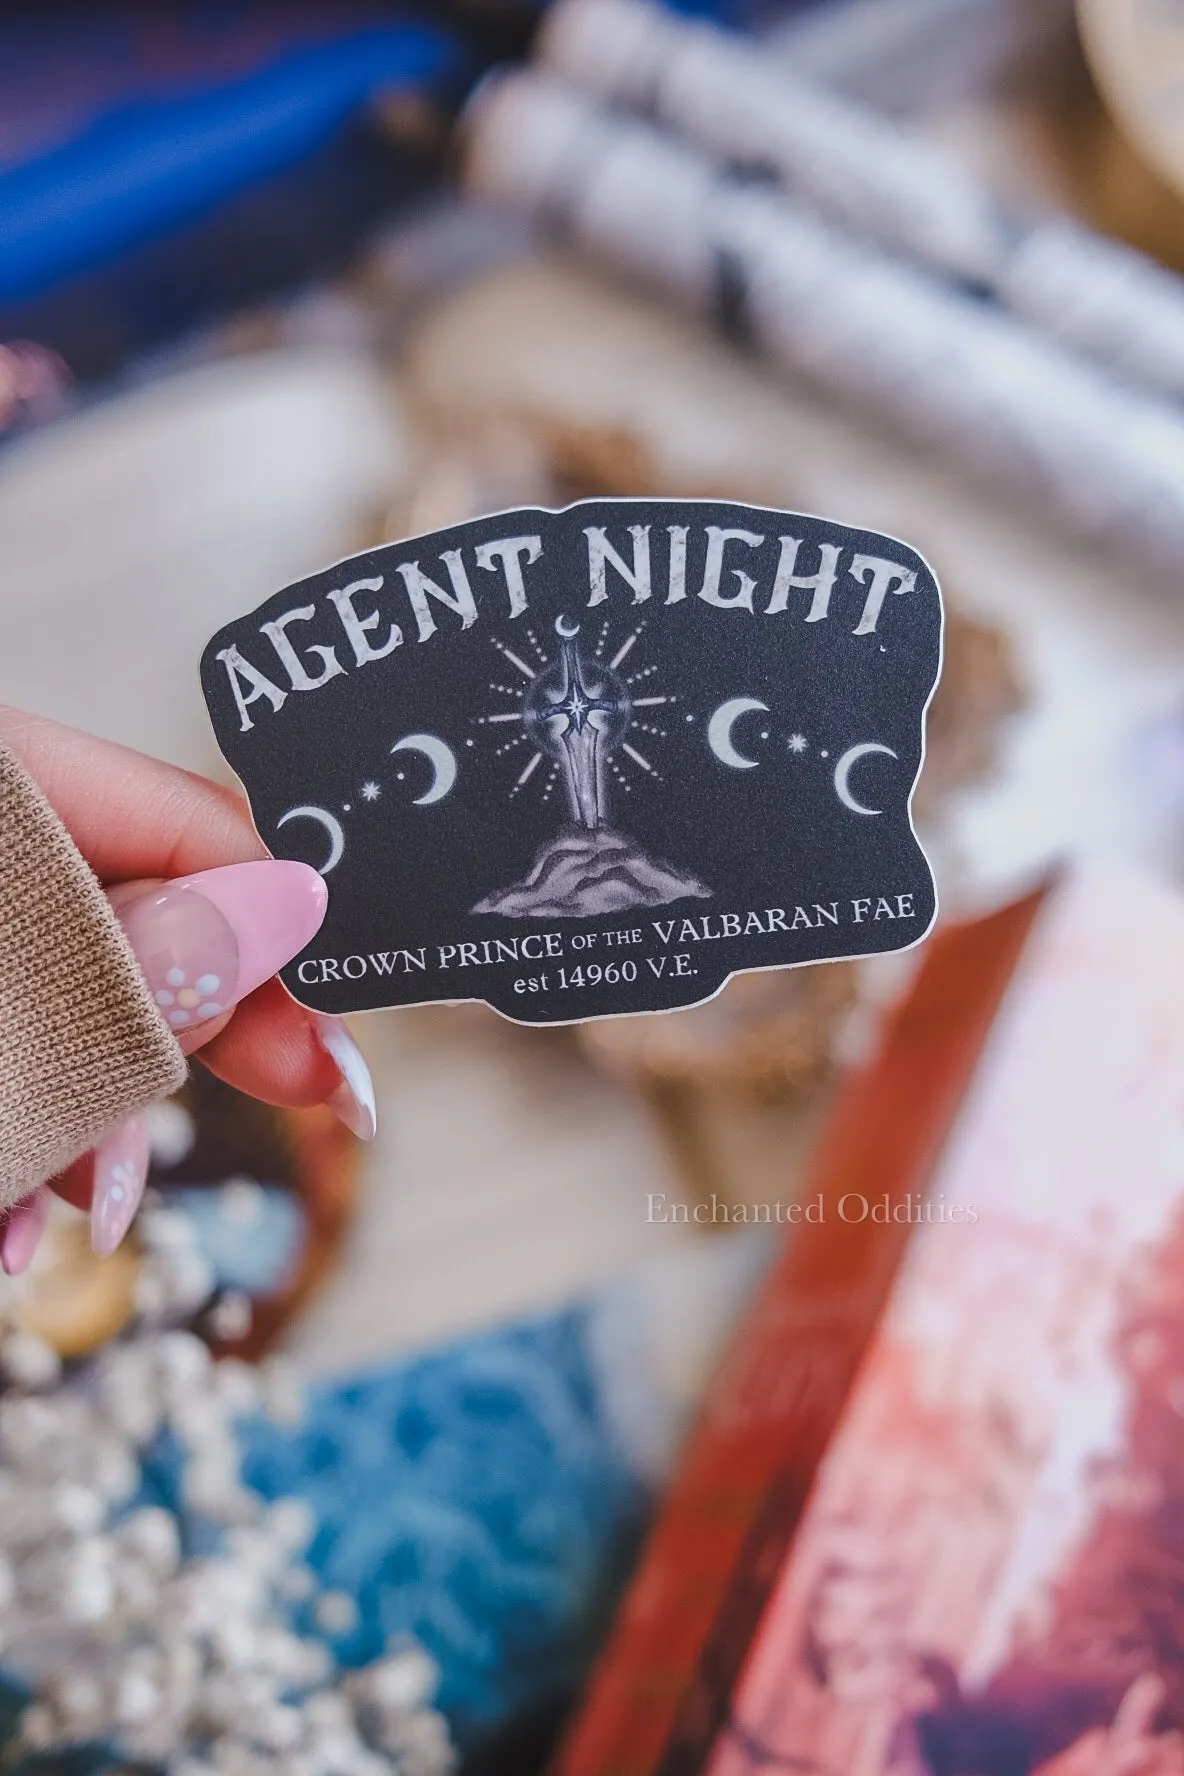 AGENT NIGHT
CROWN PRINCE OF THE VALBARAN FAE
est 14960 V.E.
Enchanted Oddities